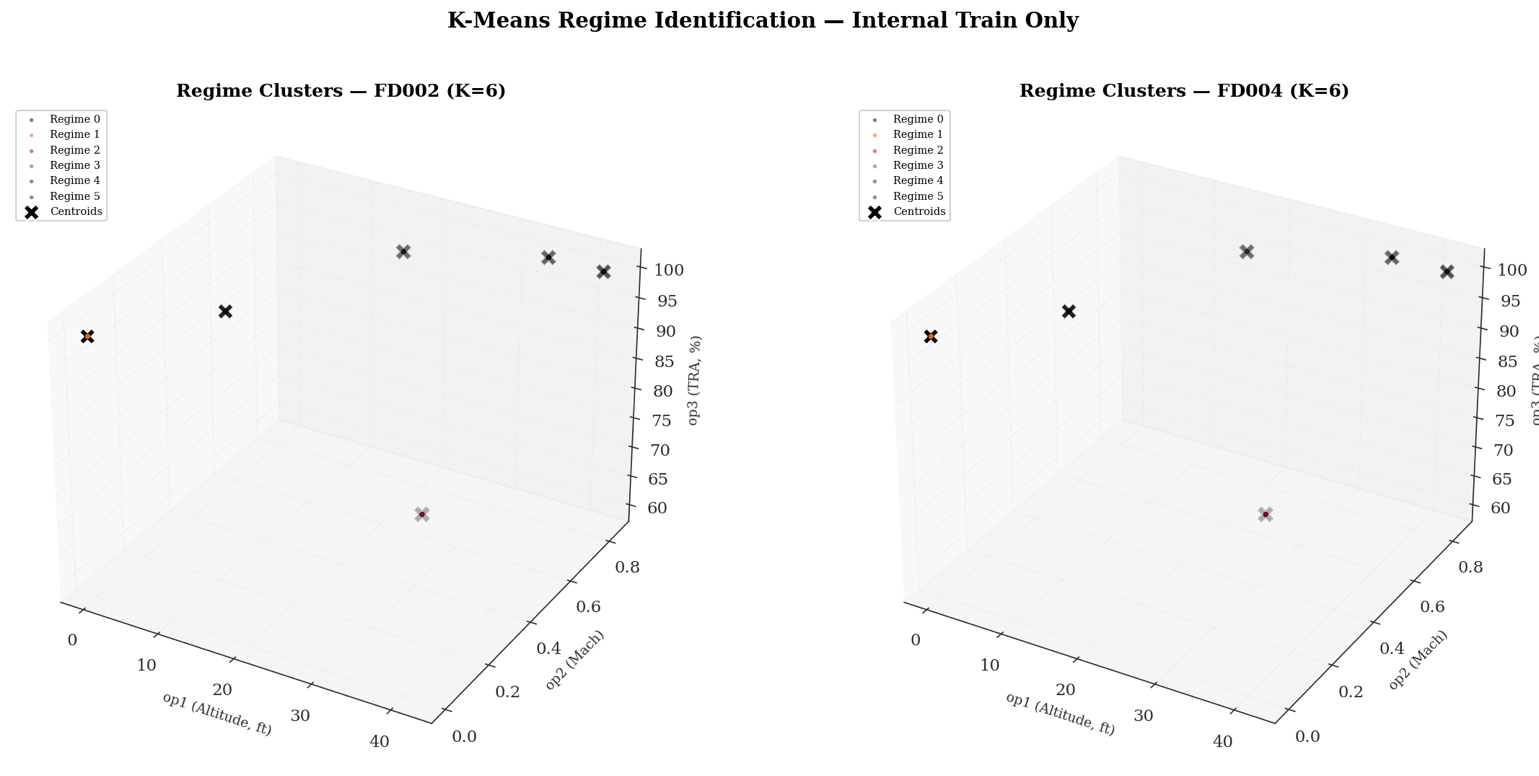 K-Means Regime Identification — Internal Train Only
Regime Clusters — FD002 (K=6)
Regime 0
Regime 1
Regime 2
Regime 3
Regime 4
Regime 5
Centroids
100
95
90
85
80
75
70
65
60
op3 (TRA, %)
0.8
0.6
0.4
0.2
0.0
op2 (Mach)
0
10
20
30
40
op1 (Altitude, ft)
Regime Clusters — FD004 (K=6)
Regime 0
Regime 1
Regime 2
Regime 3
Regime 4
Regime 5
Centroids
100
95
90
85
80
75
70
65
60
op3 (TRA, %)
0.8
0.6
0.4
0.2
0.0
op2 (Mach)
0
10
20
30
40
op1 (Altitude, ft)